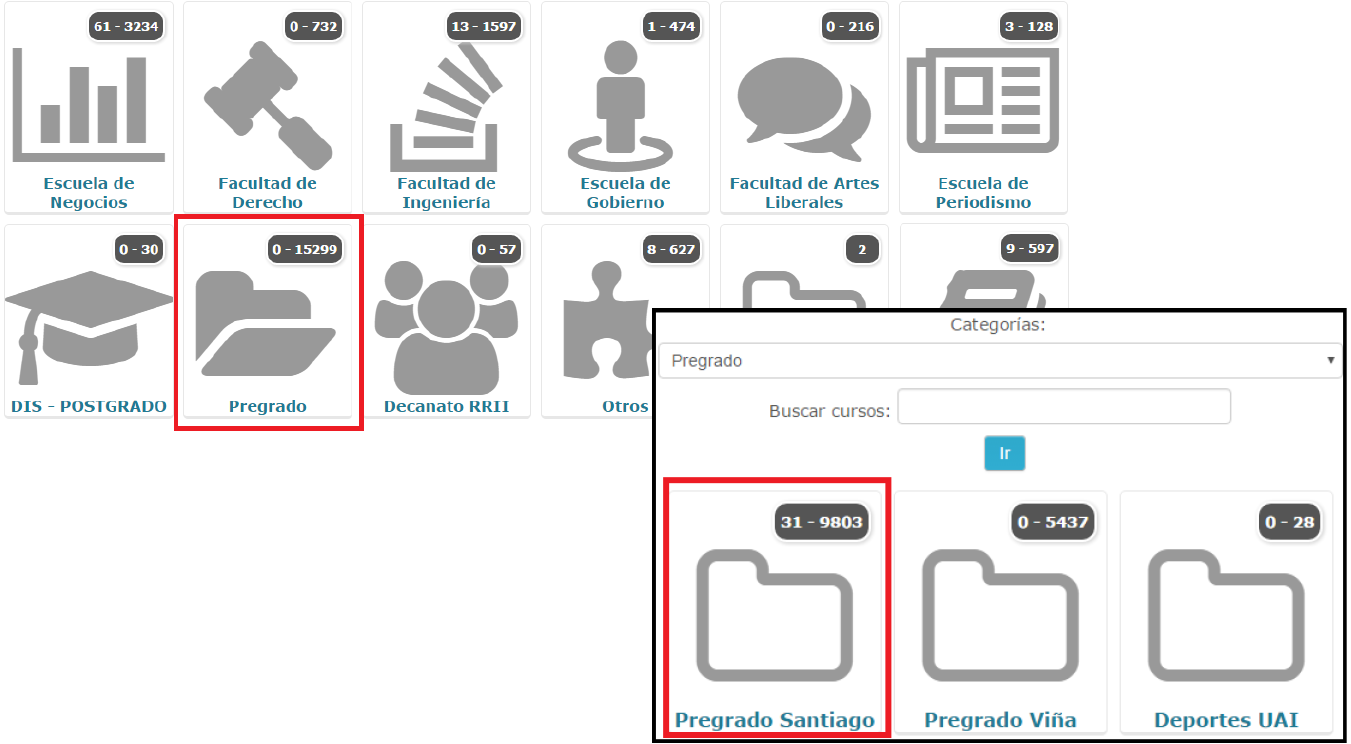 61 - 3234
Escuela de
Negocios
0 - 732
Facultad de
Derecho
13 - 1597
Facultad de
Ingeniería
1 - 474
Escuela de
Gobierno
0 - 216
Facultad de Artes
Liberales
3 - 128
Escuela de
Periodismo
0 - 30
DIS - POSTGRADO
0 - 15299
Pregrado
0 - 57
Decanato RRII
8 - 627
Otros
2
9 - 597
Categorías:
Pregrado
Buscar cursos:
Ir
31 - 9803
Pregrado Santiago
0 - 5437
Pregrado Viña
0 - 28
Deportes UAI